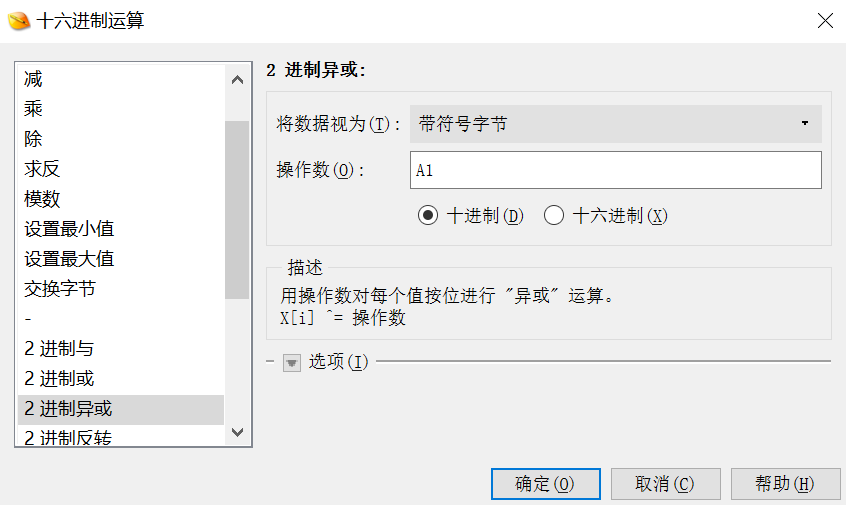 十六进制运算
减
乘
除
求反
模数
设置最小值
设置最大值
交换字节
-
2 进制与
2 进制或
2 进制异或
2 进制反转
2 进制异或:
将数据视为(T): 带符号字节
操作数(O): A1
十进制(D) 十六进制(X)
描述
用操作数对每个值按位进行 "异或" 运算。
X[i] ^= 操作数
选项(I)
确定(O) 取消(C) 帮助(H)